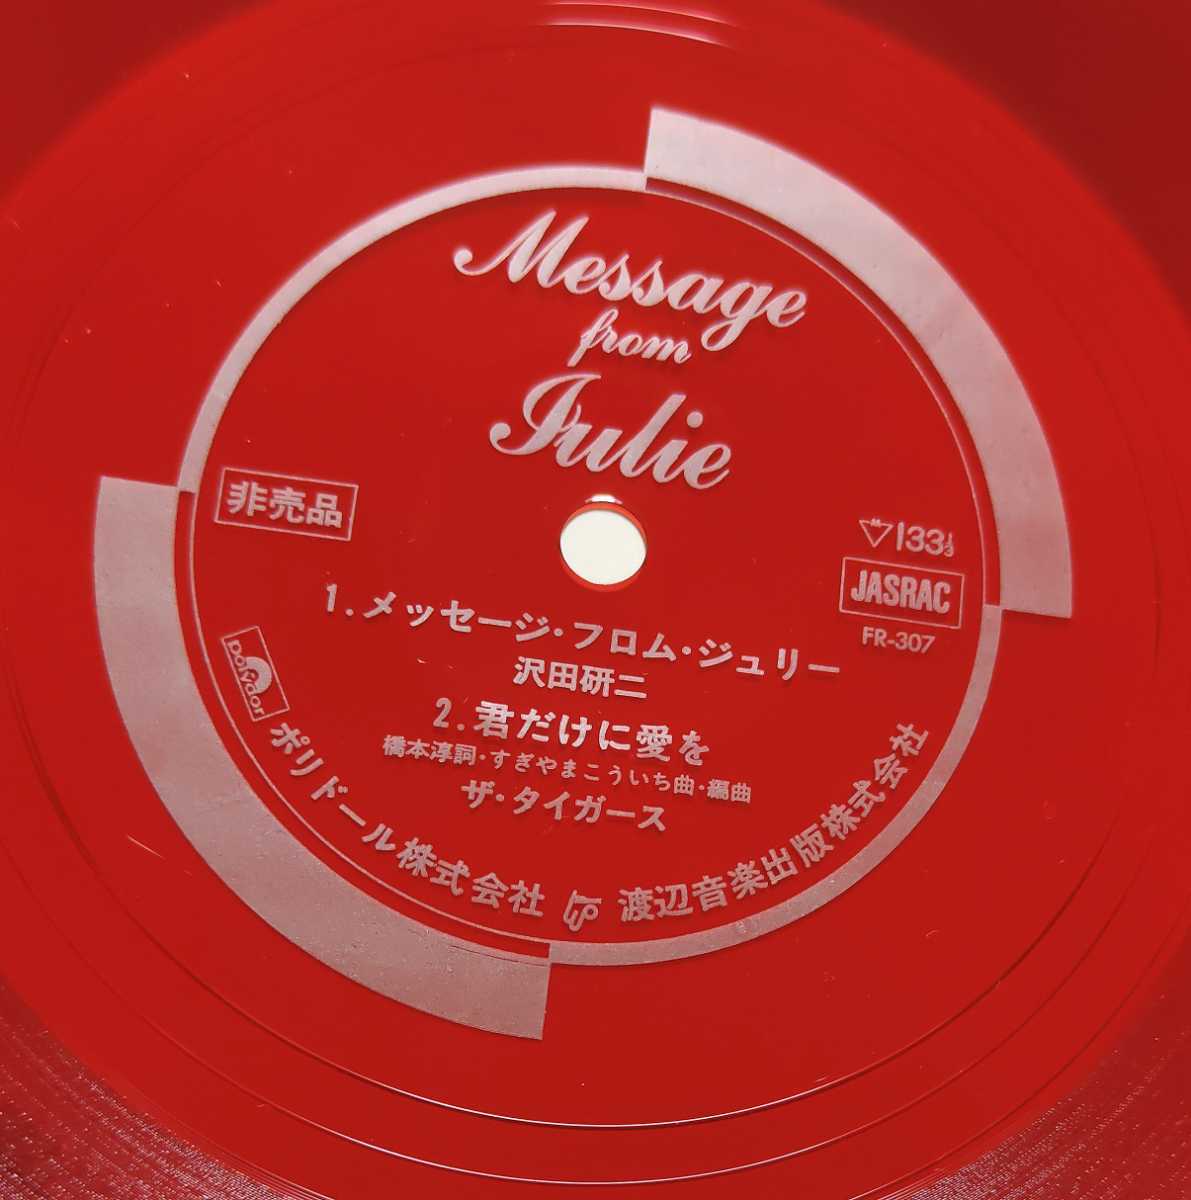 Message
from
Julie
非売品
133⅓
JASRAC
FR-307
1.メッセージ・フロム・ジュリー
沢田研二
2.君だけに愛を
橋本淳詞・すぎやまこういち曲・編曲
ザ・タイガース
polydor
ポリドール株式会社
渡辺音楽出版株式会社